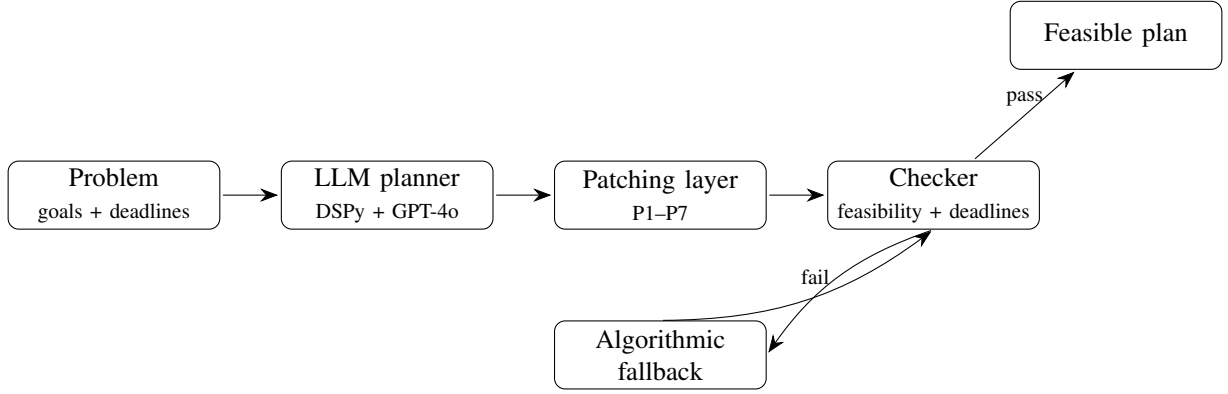 Feasible plan
pass
Problem
goals + deadlines
LLM planner
DSPy + GPT-4o
Patching layer
P1–P7
Checker
feasibility + deadlines
fail
Algorithmic
fallback